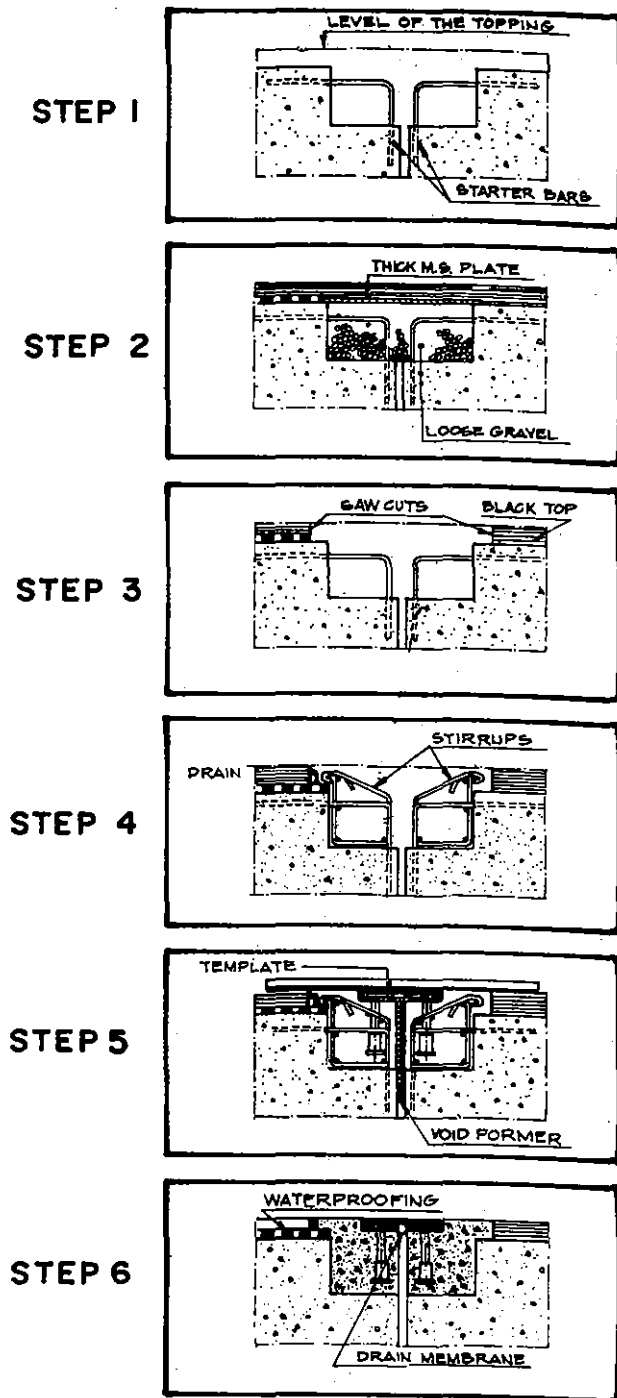 STEP 1
LEVEL OF THE TOPPING
STARTER BARS
STEP 2
THICK M.S. PLATE
LOOSE GRAVEL
STEP 3
SAW CUTS
BLACK TOP
STEP 4
STIRRUPS
DRAIN
STEP 5
TEMPLATE
VOID FORMER
STEP 6
WATERPROOFING
DRAIN MEMBRANE